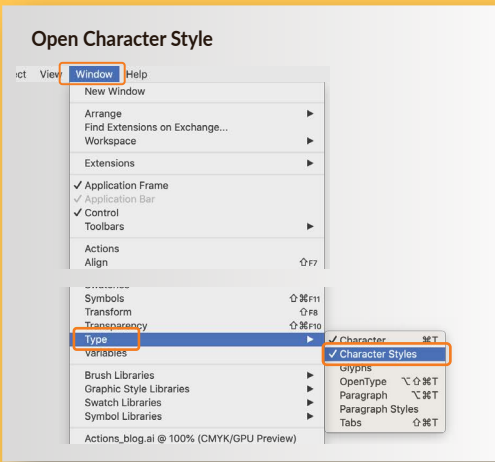 Open Character Style
ect View Window Help
New Window
Arrange ▶
Find Extensions on Exchange...
Workspace ▶
Extensions ▶
✓ Application Frame
✓ Application Bar
✓ Control
Toolbars ▶
Actions
Align ⇧F7
Swatches
Symbols ⇧⌘F11
Transform ⇧F8
Transparency ⇧⌘F10
Type ▶
Variables
Brush Libraries ▶
Graphic Style Libraries ▶
Swatch Libraries ▶
Symbol Libraries ▶
Actions_blog.ai @ 100% (CMYK/GPU Preview)
✓ Character ⌘T
✓ Character Styles
Glyphs
OpenType ⌥⇧⌘T
Paragraph ⌥⌘T
Paragraph Styles
Tabs ⇧⌘T